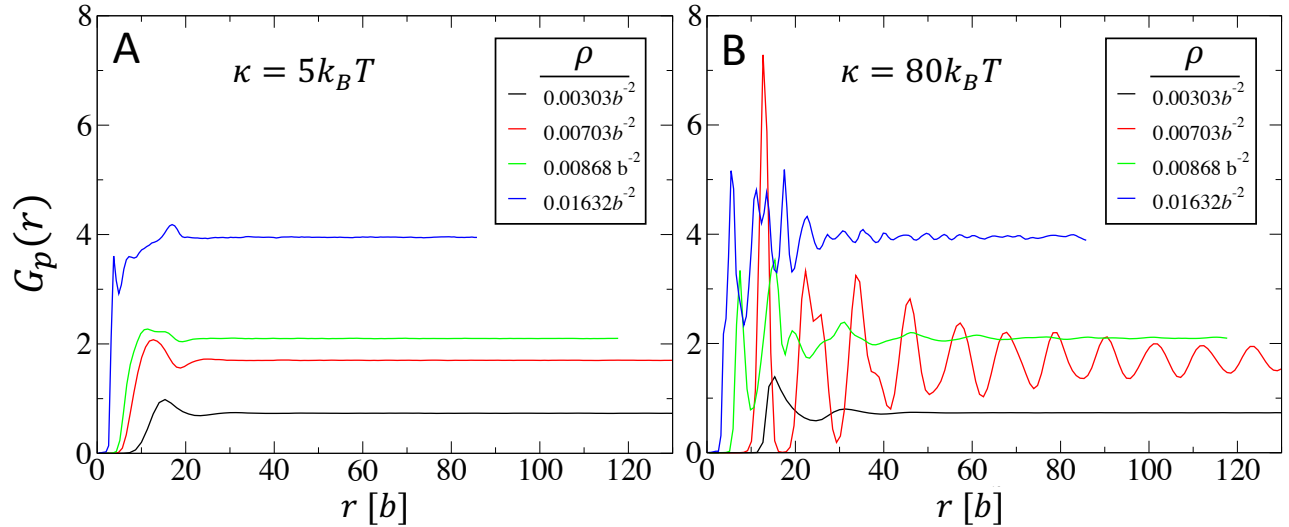 A
κ = 5k_BT
ρ
0.00303b⁻²
0.00703b⁻²
0.00868 b⁻²
0.01632b⁻²
B
κ = 80k_BT
ρ
0.00303b⁻²
0.00703b⁻²
0.00868 b⁻²
0.01632b⁻²
G_p(r)
8
6
4
2
0
8
6
4
2
0
0 20 40 60 80 100 120
0 20 40 60 80 100 120
r [b]
r [b]